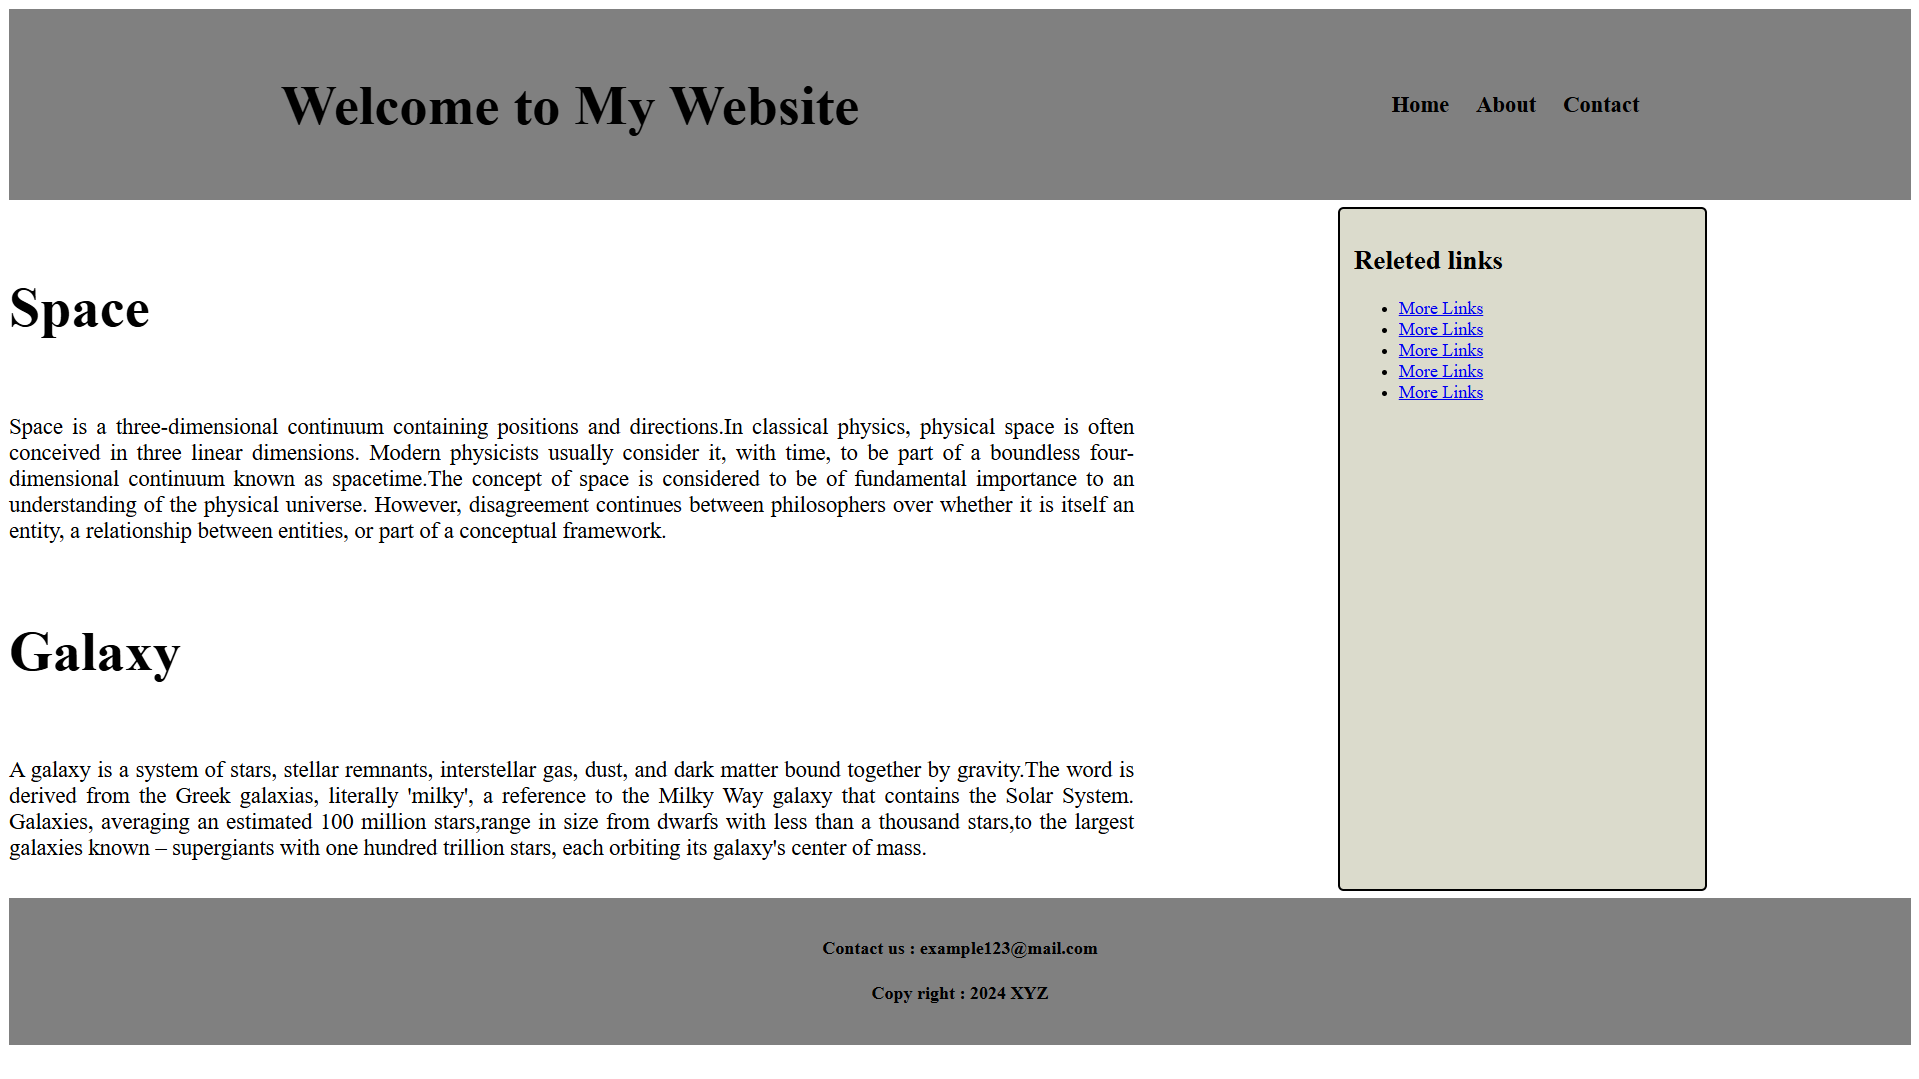 Welcome to My Website
Home About Contact
Space
Space is a three-dimensional continuum containing positions and directions.In classical physics, physical space is often
conceived in three linear dimensions. Modern physicists usually consider it, with time, to be part of a boundless four-
dimensional continuum known as spacetime.The concept of space is considered to be of fundamental importance to an
understanding of the physical universe. However, disagreement continues between philosophers over whether it is itself an
entity, a relationship between entities, or part of a conceptual framework.
Galaxy
A galaxy is a system of stars, stellar remnants, interstellar gas, dust, and dark matter bound together by gravity.The word is
derived from the Greek galaxias, literally 'milky', a reference to the Milky Way galaxy that contains the Solar System.
Galaxies, averaging an estimated 100 million stars,range in size from dwarfs with less than a thousand stars,to the largest
galaxies known – supergiants with one hundred trillion stars, each orbiting its galaxy's center of mass.
Releted links
More Links
More Links
More Links
More Links
More Links
Contact us : example123@mail.com
Copy right : 2024 XYZ